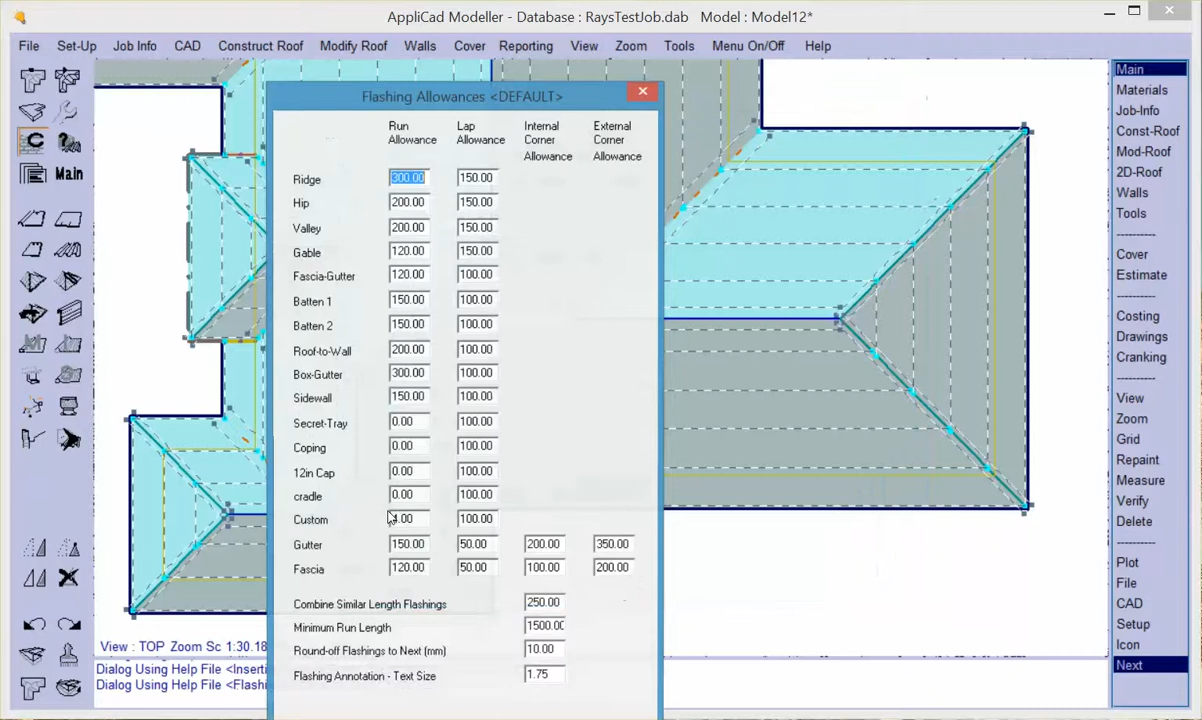 AppliCad Modeller - Database : RaysTestJob.dab Model : Model12*
File Set-Up Job Info CAD Construct Roof Modify Roof Walls Cover Reporting View Zoom Tools Menu On/Off Help
Flashing Allowances <DEFAULT>
Run Allowance Lap Allowance Internal Corner Allowance External Corner Allowance
Ridge 300.00 150.00
Hip 200.00 150.00
Valley 200.00 150.00
Gable 120.00 150.00
Fascia-Gutter 120.00 100.00
Batten 1 150.00 100.00
Batten 2 150.00 100.00
Roof-to-Wall 200.00 100.00
Box-Gutter 300.00 100.00
Sidewall 150.00 100.00
Secret-Tray 0.00 100.00
Coping 0.00 100.00
12in Cap 0.00 100.00
cradle 0.00 100.00
Custom .00 100.00
Gutter 150.00 50.00 200.00 350.00
Fascia 120.00 50.00 100.00 200.00
Combine Similar Length Flashings 250.00
Minimum Run Length 1500.00
Round-off Flashings to Next (mm) 10.00
Flashing Annotation - Text Size 1.75
C
Main
View : TOP Zoom Sc 1:30.18
Dialog Using Help File <Inserti
Dialog Using Help File <Flashi
Main
Materials
Job-Info
Const-Roof
Mod-Roof
2D-Roof
Walls
Tools
----------
Cover
Estimate
----------
Costing
Drawings
Cranking
----------
View
Zoom
Grid
Repaint
Measure
Verify
Delete
----------
Plot
File
CAD
Setup
Icon
Next